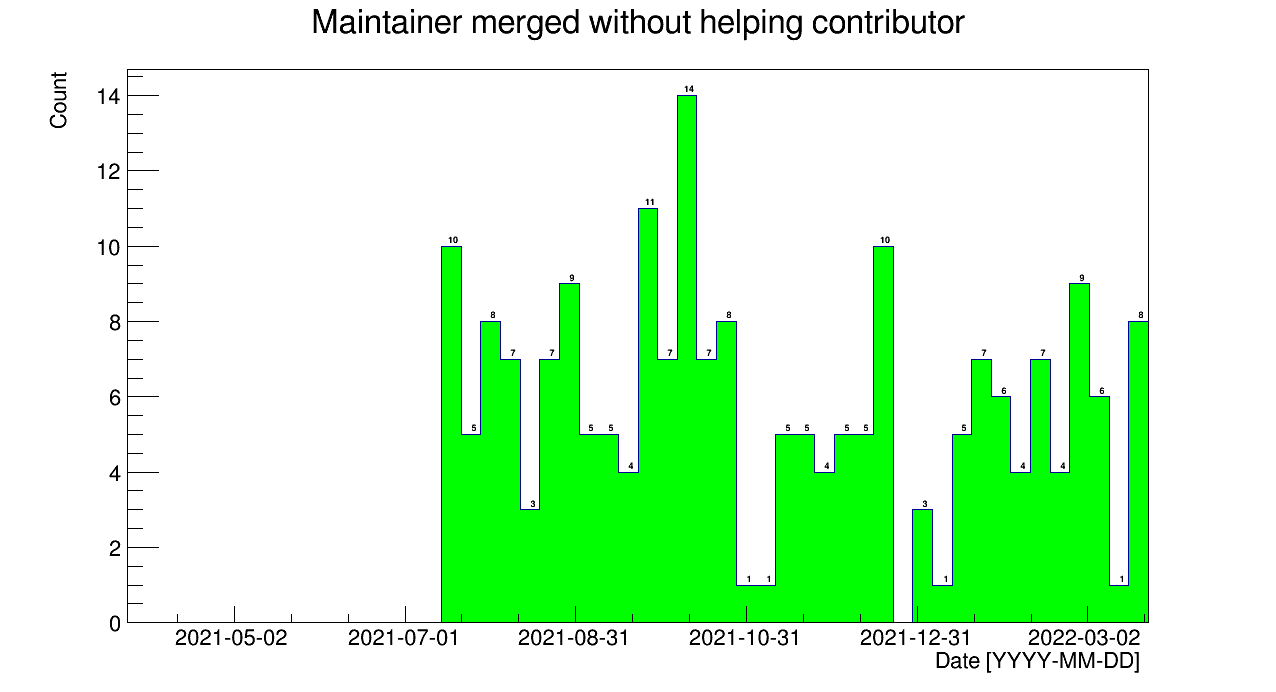 Maintainer merged without helping contributor
Count
14
12
10
8
6
4
2
0
10 5 8 7 3 7 9 5 5 4 11 7 14 7 8 1 1 5 5 4 5 5 10 3 1 5 7 6 4 7 4 9 6 1 8
2021-05-02 2021-07-01 2021-08-31 2021-10-31 2021-12-31 2022-03-02
Date [YYYY-MM-DD]